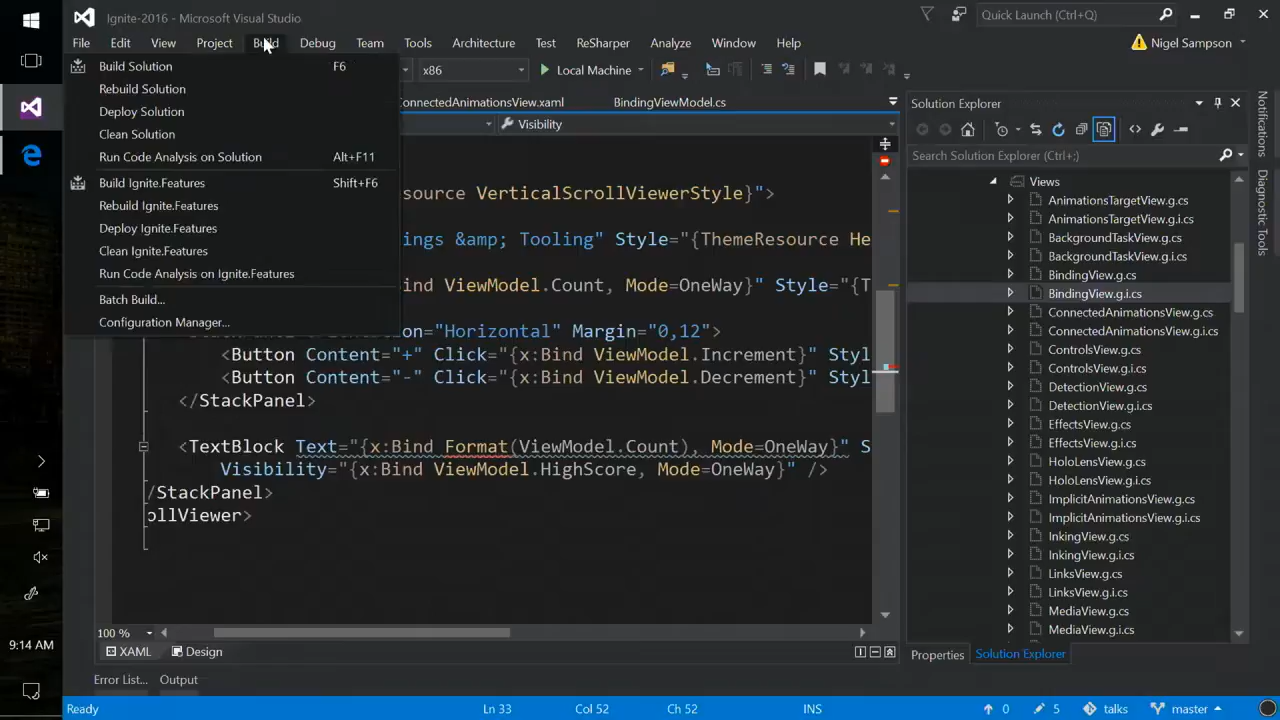 Ignite-2016 - Microsoft Visual Studio
Quick Launch (Ctrl+;)
File Edit View Project Build Debug Team Tools Architecture Test ReSharper Analyze Window Help
Nigel Sampson
x86
Local Machine
Build Solution F6
Rebuild Solution
Deploy Solution
Clean Solution
Run Code Analysis on Solution Alt+F11
Build Ignite.Features Shift+F6
Rebuild Ignite.Features
Deploy Ignite.Features
Clean Ignite.Features
Run Code Analysis on Ignite.Features
Batch Build...
Configuration Manager...
ConnectedAnimationsView.xaml BindingViewModel.cs
Visibility
VerticalScrollViewerStyle}">
ings &amp; Tooling" Style="{ThemeResource He
ind ViewModel.Count, Mode=OneWay}" Style="{T
="Horizontal" Margin="0,12">
<Button Content="+" Click="{x:Bind ViewModel.Increment}" Styl
<Button Content="-" Click="{x:Bind ViewModel.Decrement}" Styl
</StackPanel>
<TextBlock Text="{x:Bind Format(ViewModel.Count), Mode=OneWay}" S
Visibility="{x:Bind ViewModel.HighScore, Mode=OneWay}" />
/StackPanel>
ollViewer>
100 %
XAML Design
Error List... Output
Solution Explorer
Search Solution Explorer (Ctrl+;)
Views
AnimationsTargetView.g.cs
AnimationsTargetView.g.i.cs
BackgroundTaskView.g.cs
BackgroundTaskView.g.i.cs
BindingView.g.cs
BindingView.g.i.cs
ConnectedAnimationsView.g.cs
ConnectedAnimationsView.g.i.cs
ControlsView.g.cs
ControlsView.g.i.cs
DetectionView.g.cs
DetectionView.g.i.cs
EffectsView.g.cs
EffectsView.g.i.cs
HoloLensView.g.cs
HoloLensView.g.i.cs
ImplicitAnimationsView.g.cs
ImplicitAnimationsView.g.i.cs
InkingView.g.cs
InkingView.g.i.cs
LinksView.g.cs
LinksView.g.i.cs
MediaView.g.cs
MediaView.g.i.cs
Properties Solution Explorer
Notifications
Diagnostic Tools
9:14 AM
Ready Ln 33 Col 52 Ch 52 INS 0 5 talks master